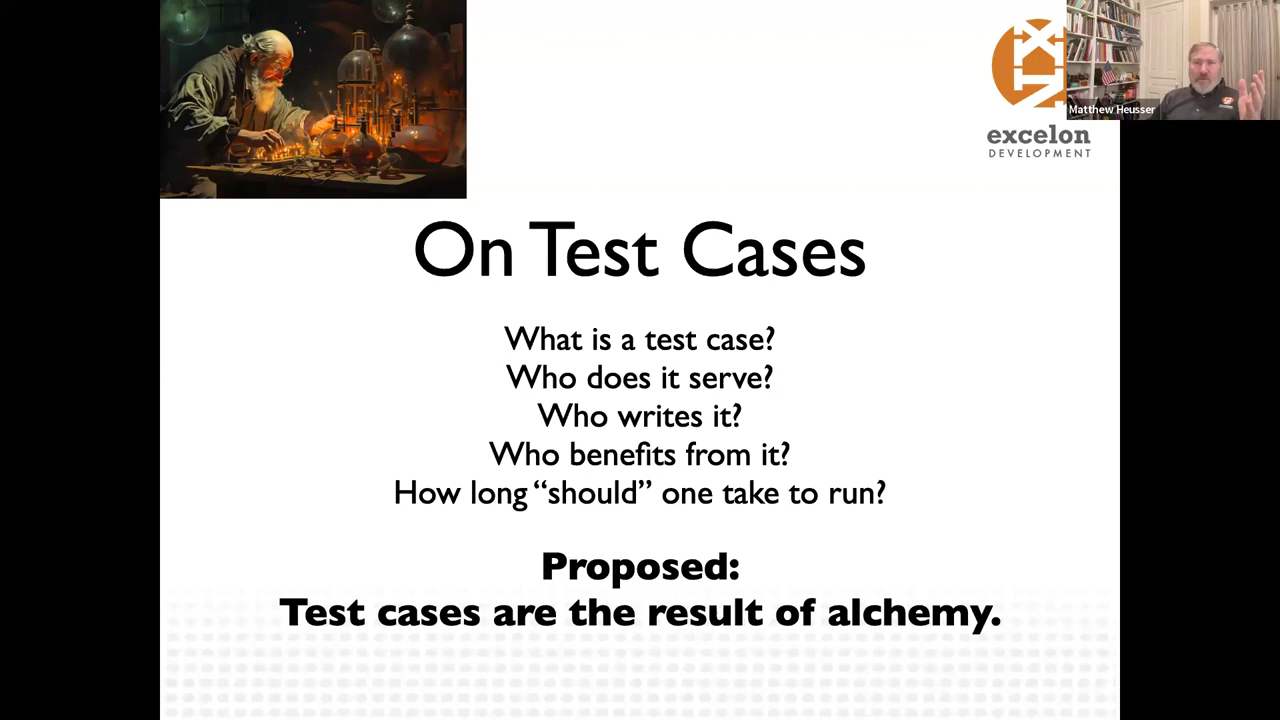 excelon
DEVELOPMENT
Matthew Heusser
On Test Cases
What is a test case?
Who does it serve?
Who writes it?
Who benefits from it?
How long “should” one take to run?
Proposed:
Test cases are the result of alchemy.